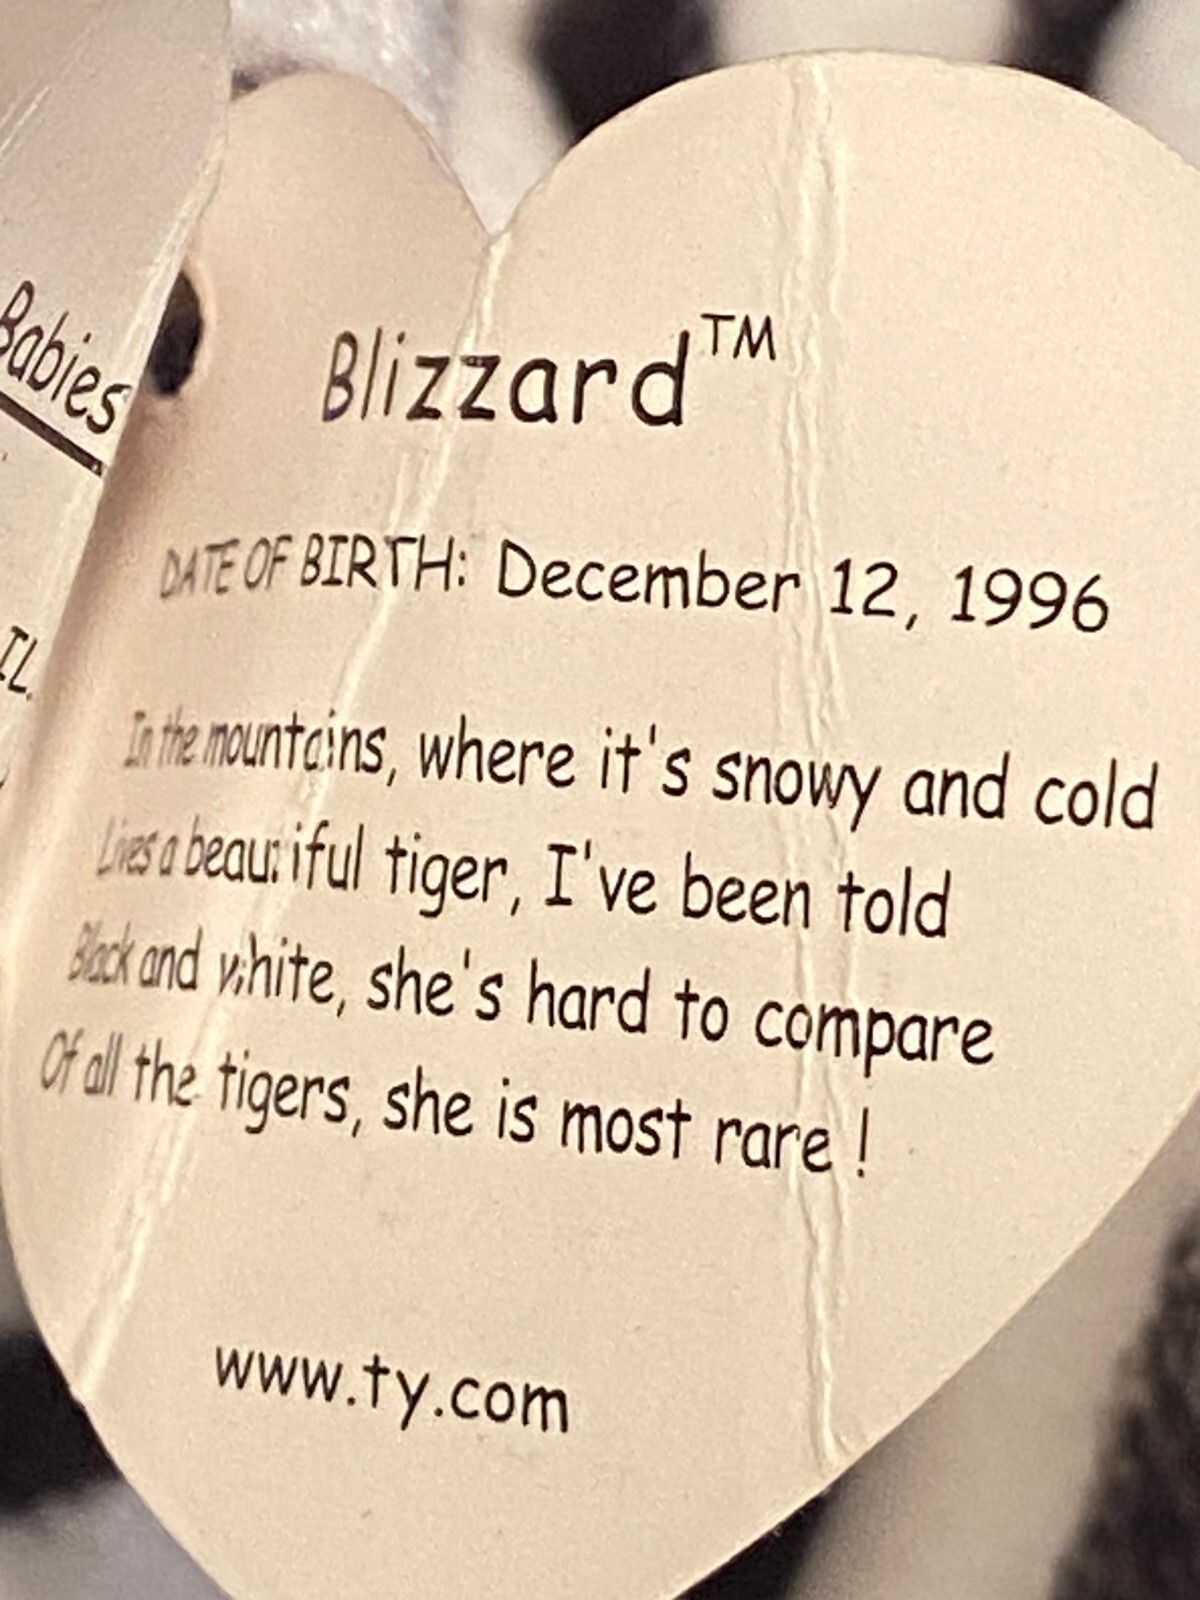 Babies
IL.
Blizzard™
DATE OF BIRTH: December 12, 1996
In the mountains, where it's snowy and cold
Lives a beautiful tiger, I've been told
Black and white, she's hard to compare
Of all the tigers, she is most rare !
www.ty.com